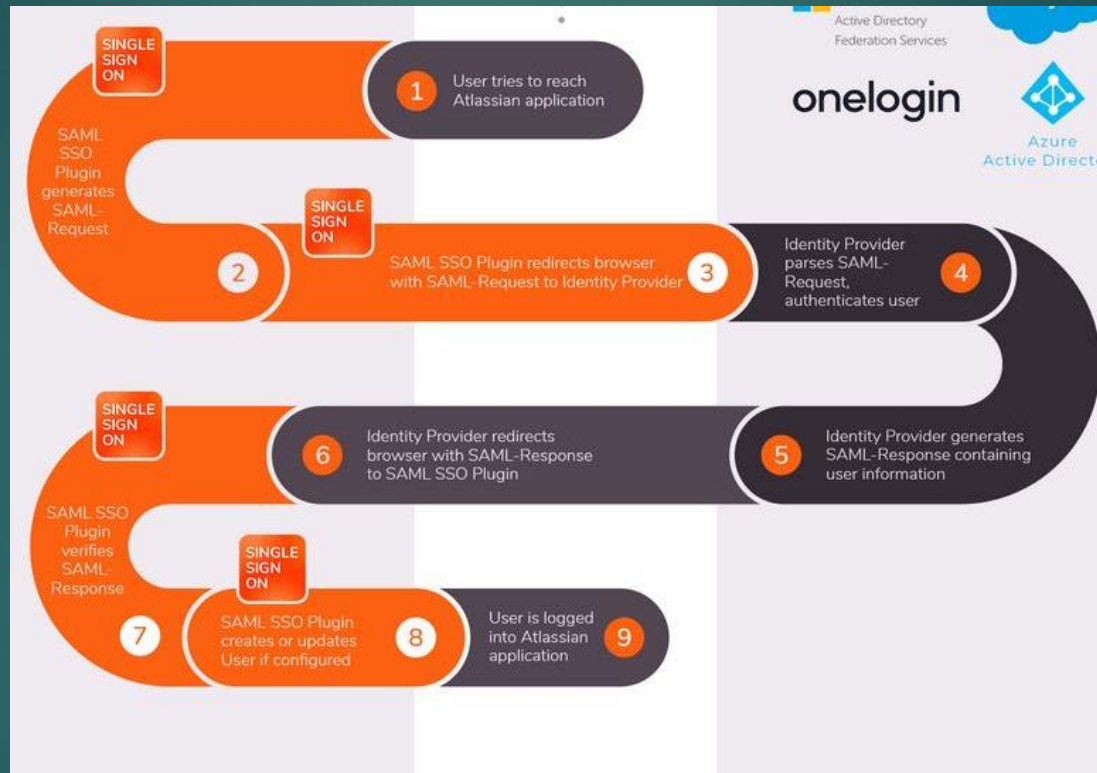 Active Directory
Federation Services
onelogin
Azure
Active Direct
SINGLE
SIGN
ON
1
User tries to reach
Atlassian application
SAML
SSO
Plugin
generates
SAML-
Request
2
SINGLE
SIGN
ON
SAML SSO Plugin redirects browser
with SAML-Request to Identity Provider
3
Identity Provider
parses SAML-
Request,
authenticates user
4
5
Identity Provider generates
SAML-Response containing
user information
6
Identity Provider redirects
browser with SAML-Response
to SAML SSO Plugin
SINGLE
SIGN
ON
SAML SSO
Plugin
verifies
SAML-
Response
7
SINGLE
SIGN
ON
SAML SSO Plugin
creates or updates
User if configured
8
User is logged
into Atlassian
application
9